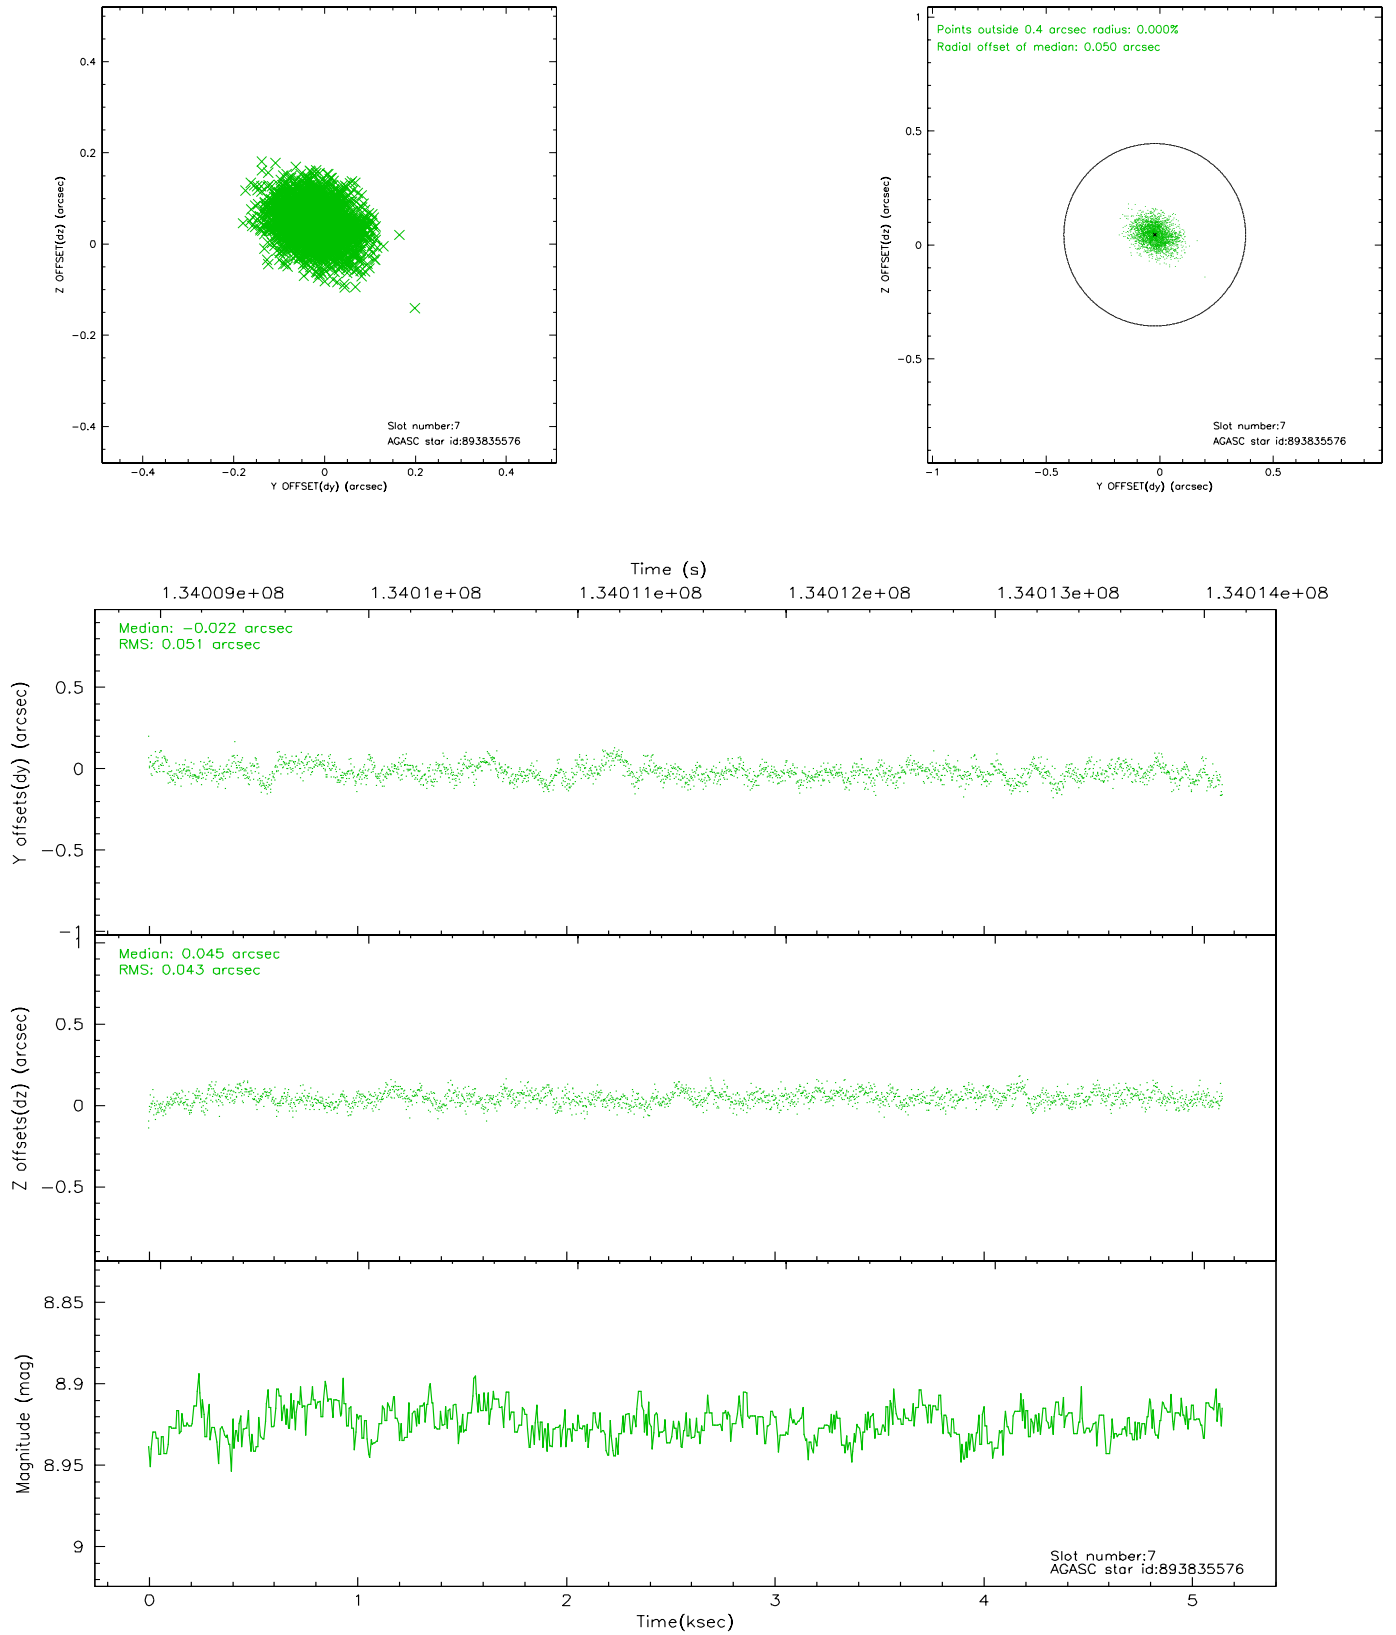 0.4
0.2
0
-0.2
-0.4
Z OFFSET(dz) (arcsec)
Slot number:7
AGASC star id:893835576
-0.4 -0.2 0 0.2 0.4
Y OFFSET(dy) (arcsec)
Points outside 0.4 arcsec radius: 0.000%
Radial offset of median: 0.050 arcsec
1
0.5
0
-0.5
Z OFFSET(dz) (arcsec)
Slot number:7
AGASC star id:893835576
-1 -0.5 0 0.5
Y OFFSET(dy) (arcsec)
Time (s)
1.34009e+08 1.3401e+08 1.34011e+08 1.34012e+08 1.34013e+08 1.34014e+08
Median: -0.022 arcsec
RMS: 0.051 arcsec
0.5
0
-0.5
-1
Y offsets(dy) (arcsec)
Median: 0.045 arcsec
RMS: 0.043 arcsec
1
0.5
0
-0.5
Z offsets(dz) (arcsec)
8.85
8.9
8.95
9
Magnitude (mag)
Slot number:7
AGASC star id:893835576
0 1 2 3 4 5
Time(ksec)